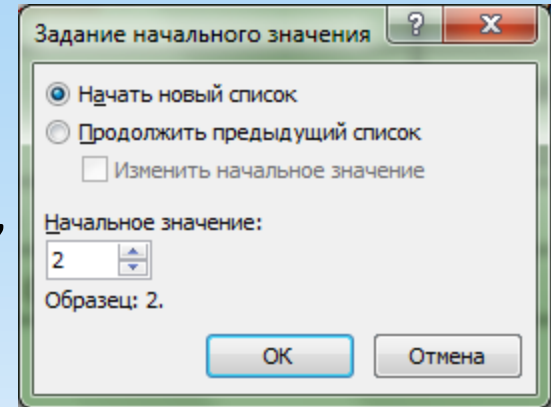 Задание начального значения
Начать новый список
Продолжить предыдущий список
Изменить начальное значение
,
Начальное значение:
2
Образец: 2.
ОК
Отмена